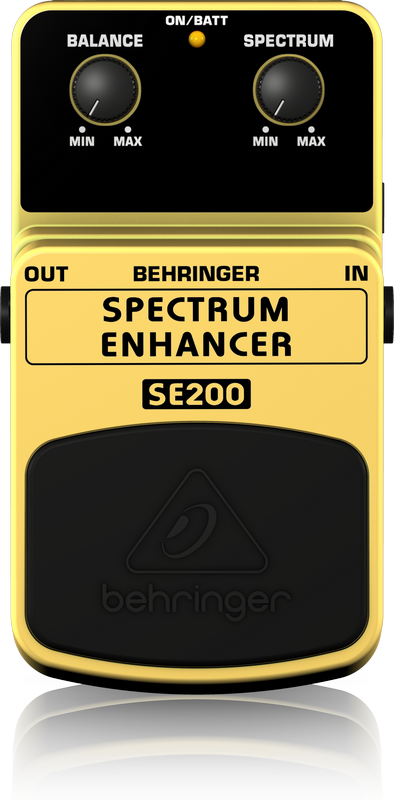 ON/BATT
BALANCE SPECTRUM
MIN MAX MIN MAX
OUT BEHRINGER IN
SPECTRUM
ENHANCER
SE200
behringer